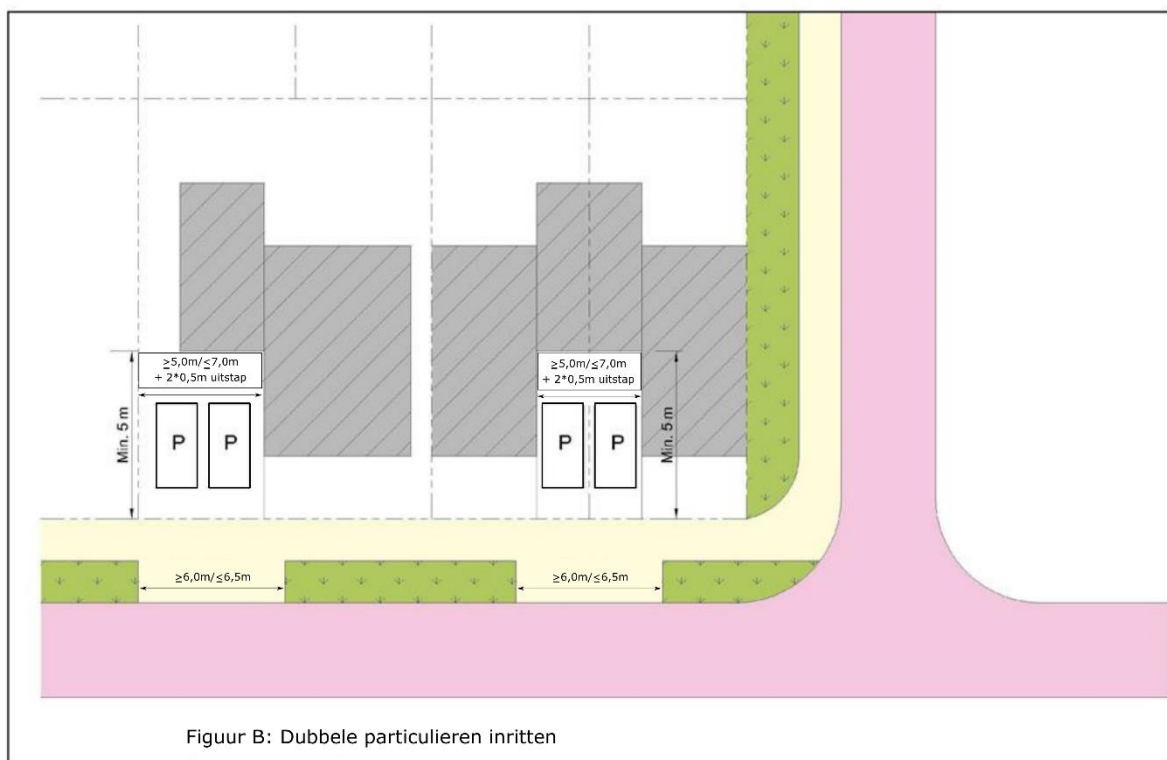 ≥5,0m/≤7,0m
+ 2*0,5m uitstap
≥5,0m/≤7,0m
+ 2*0,5m uitstap
Min. 5 m
P P
P P
Min. 5 m
≥6,0m/≤6,5m
≥6,0m/≤6,5m
Figuur B: Dubbele particulieren inritten